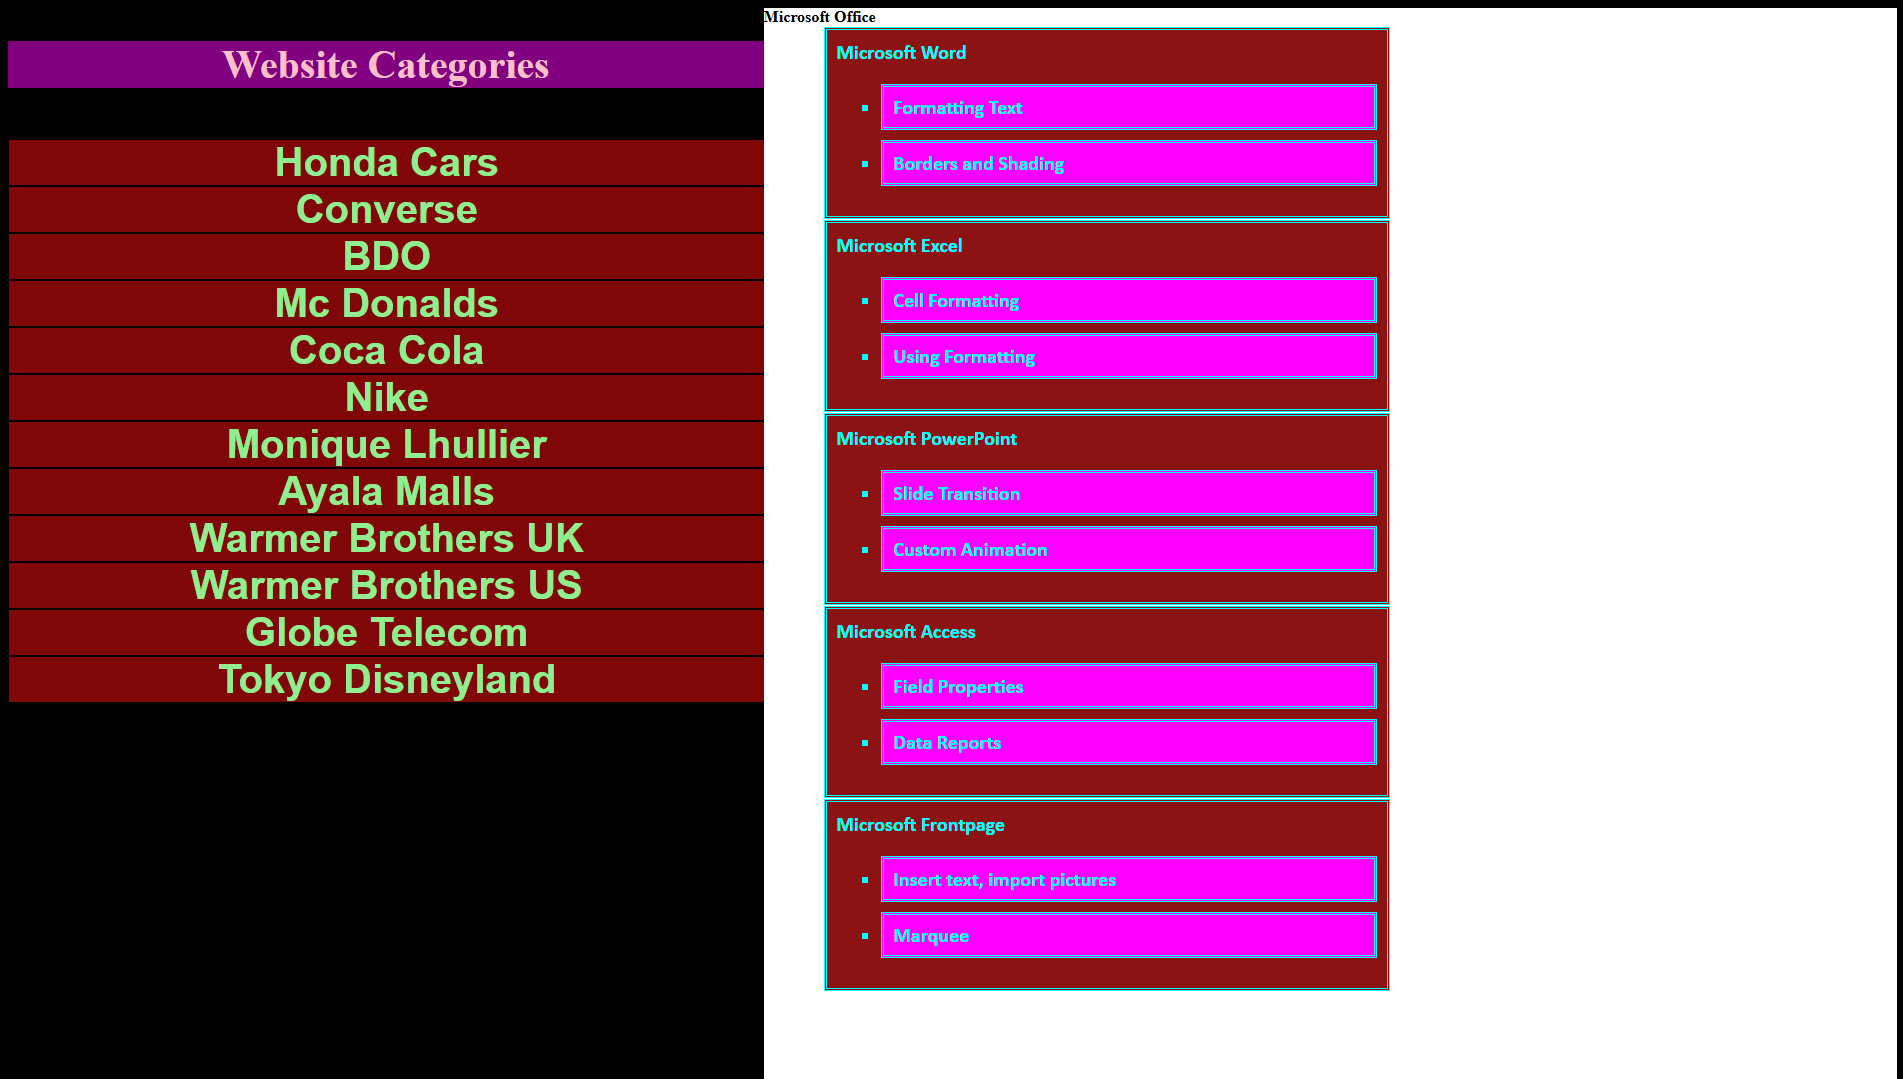 Website Categories
Honda Cars
Converse
BDO
Mc Donalds
Coca Cola
Nike
Monique Lhullier
Ayala Malls
Warmer Brothers UK
Warmer Brothers US
Globe Telecom
Tokyo Disneyland
Microsoft Office
Microsoft Word
Formatting Text
Borders and Shading
Microsoft Excel
Cell Formatting
Using Formatting
Microsoft PowerPoint
Slide Transition
Custom Animation
Microsoft Access
Field Properties
Data Reports
Microsoft Frontpage
Insert text, import pictures
Marquee